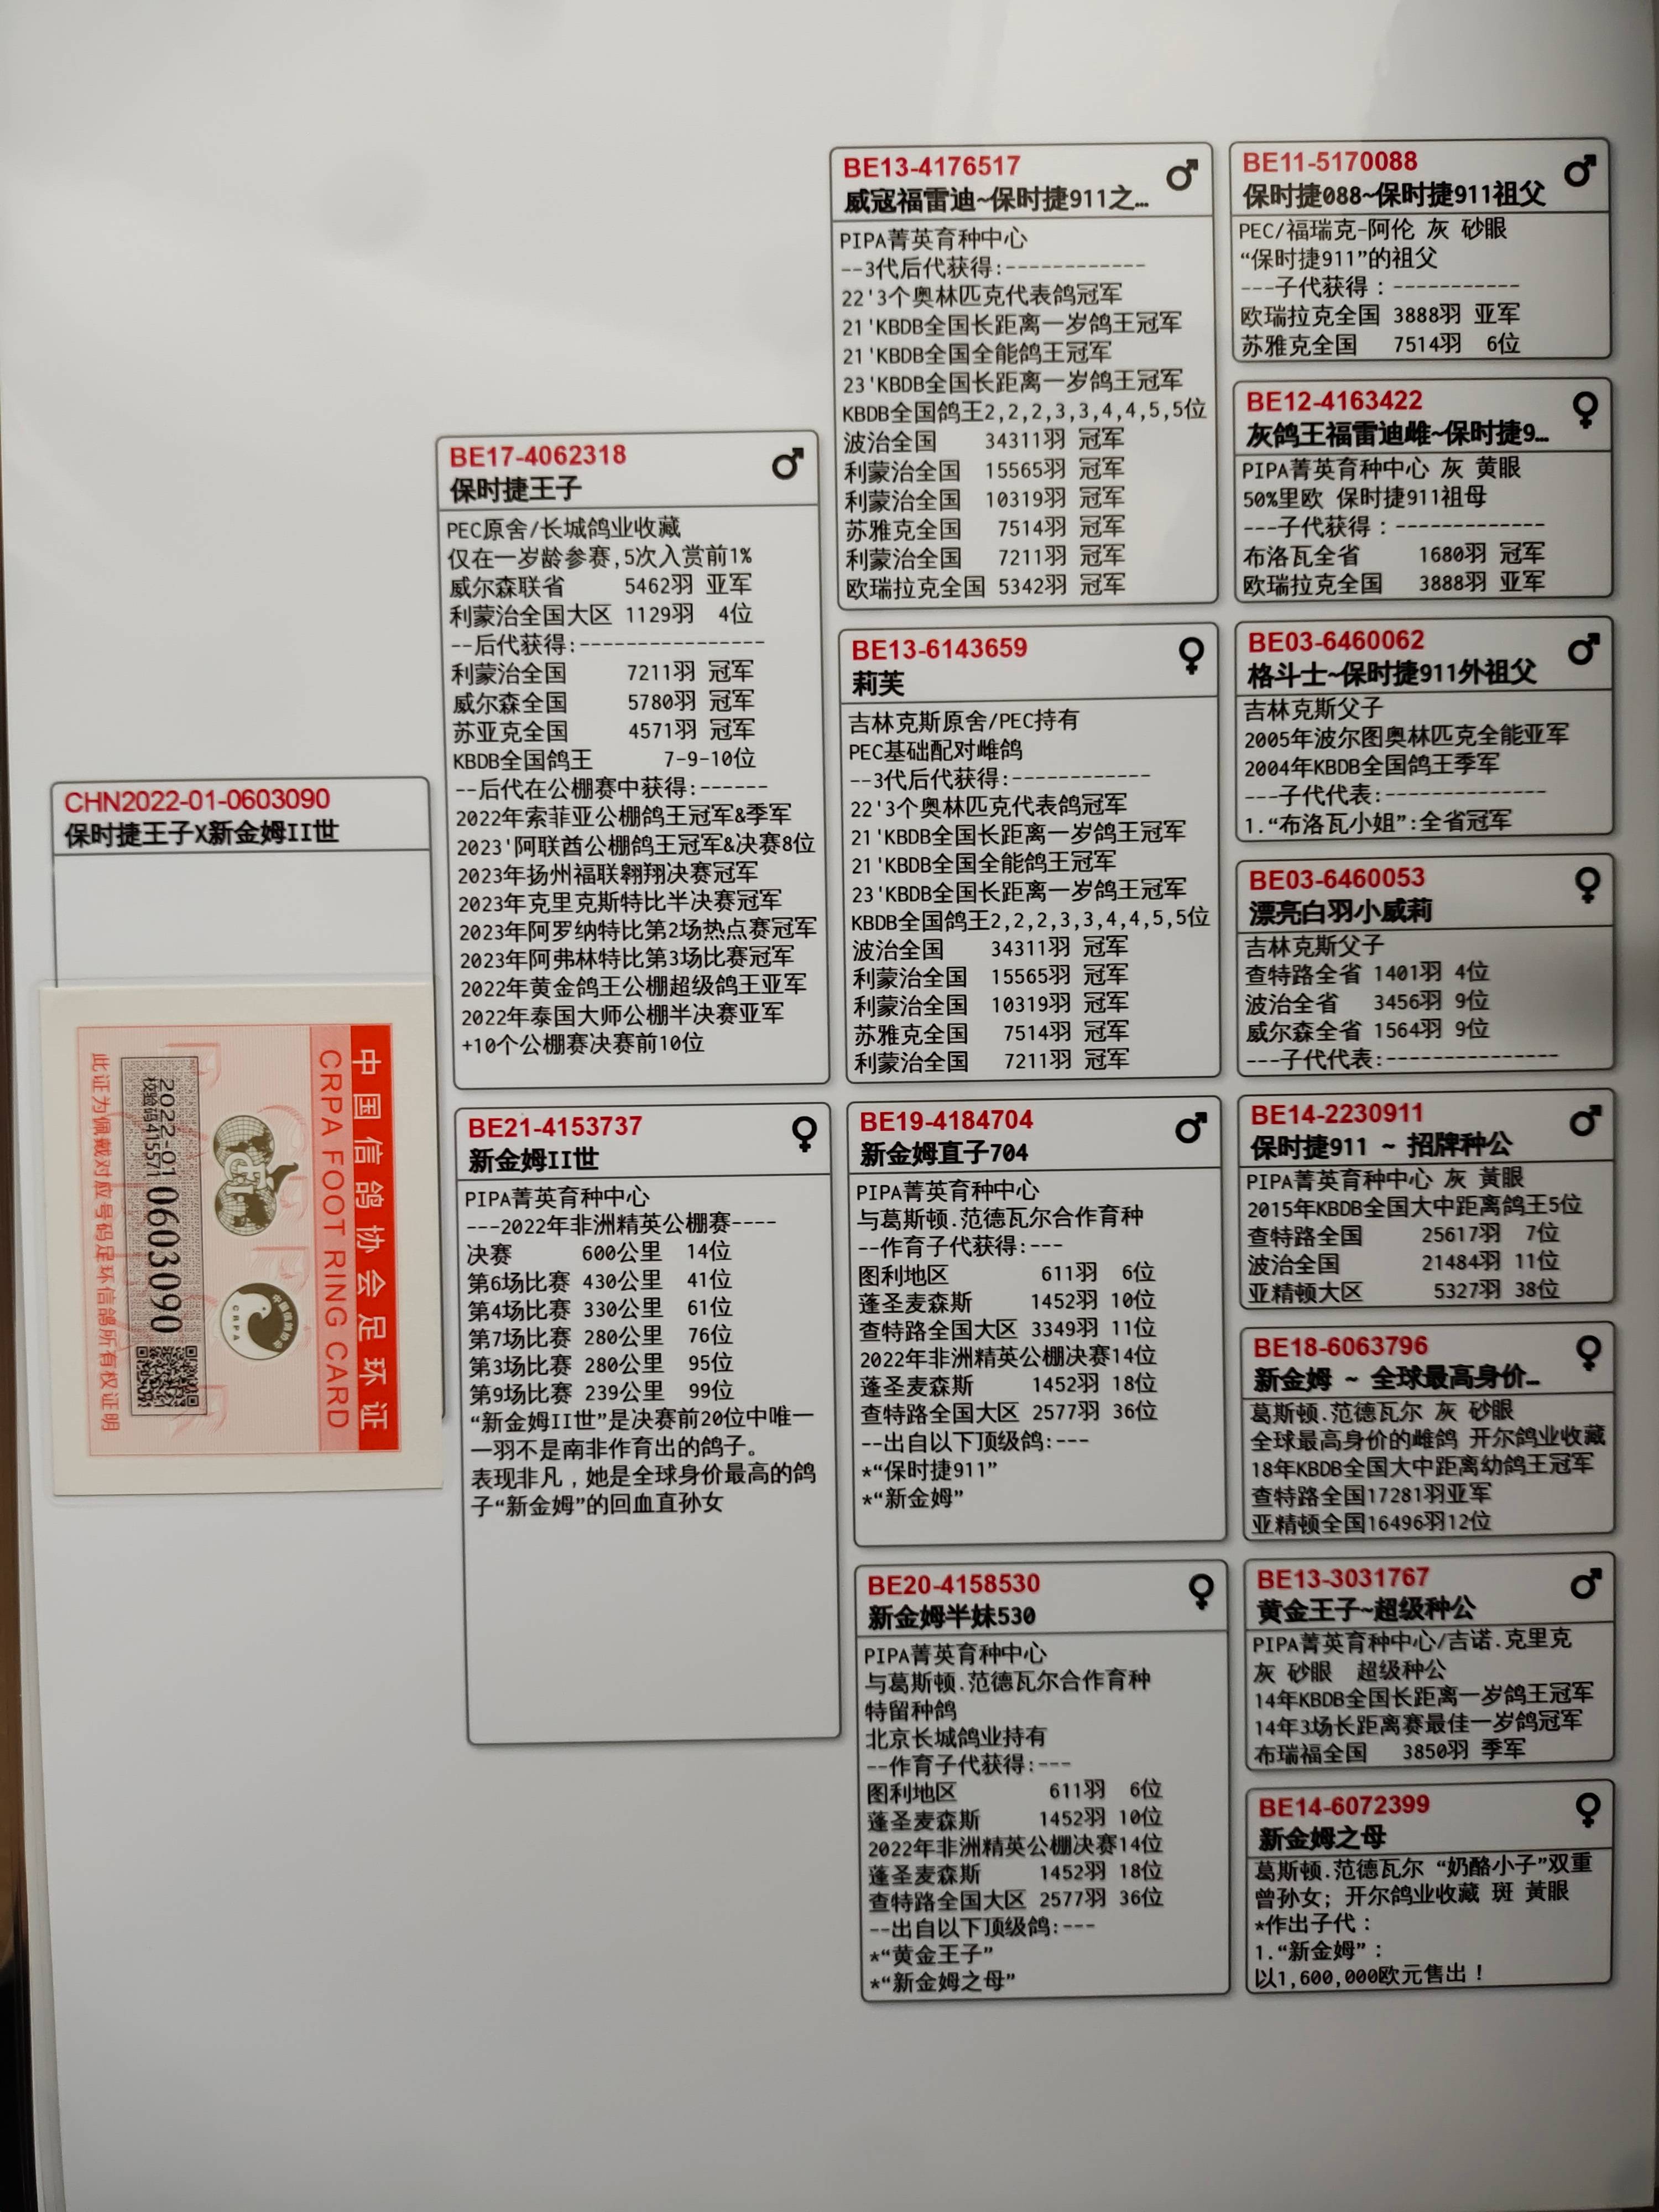 CHN2022-01-0603090
保时捷王子X新金姆II世
中国信鸽协会足环证
CRPA FOOT RING CARD
2022-01 0603090
校验码415571
此证为佩戴对应号码足环信鸽所有权证明
BE17-4062318
保时捷王子
PEC原舍/长城鸽业收藏
仅在一岁龄参赛,5次入赏前1%
威尔森联省 5462羽 亚军
利蒙治全国大区 1129羽 4位
--后代获得:----------------
利蒙治全国 7211羽 冠军
威尔森全国 5780羽 冠军
苏亚克全国 4571羽 冠军
KBDB全国鸽王 7-9-10位
--后代在公棚赛中获得:------
2022年索菲亚公棚鸽王冠军&季军
2023'阿联酋公棚鸽王冠军&决赛8位
2023年扬州福联翱翔决赛冠军
2023年克里克斯特比半决赛冠军
2023年阿罗纳特比第2场热点赛冠军
2023年阿弗林特比第3场比赛冠军
2022年黄金鸽王公棚超级鸽王亚军
2022年泰国大师公棚半决赛亚军
+10个公棚赛决赛前10位
BE21-4153737
新金姆II世
PIPA菁英育种中心
---2022年非洲精英公棚赛----
决赛 600公里 14位
第6场比赛 430公里 41位
第4场比赛 330公里 61位
第7场比赛 280公里 76位
第3场比赛 280公里 95位
第9场比赛 239公里 99位
“新金姆II世”是决赛前20位中唯一
一羽不是南非作育出的鸽子。
表现非凡，她是全球身价最高的鸽
子“新金姆”的回血直孙女
BE13-4176517
威寇福雷迪~保时捷911之…
PIPA菁英育种中心
--3代后代获得:------------
22'3个奥林匹克代表鸽冠军
21'KBDB全国长距离一岁鸽王冠军
21'KBDB全国全能鸽王冠军
23'KBDB全国长距离一岁鸽王冠军
KBDB全国鸽王2,2,2,3,3,4,4,5,5位
波治全国 34311羽 冠军
利蒙治全国 15565羽 冠军
利蒙治全国 10319羽 冠军
苏雅克全国 7514羽 冠军
利蒙治全国 7211羽 冠军
欧瑞拉克全国 5342羽 冠军
BE13-6143659
莉芙
吉林克斯原舍/PEC持有
PEC基础配对雌鸽
--3代后代获得:------------
22'3个奥林匹克代表鸽冠军
21'KBDB全国长距离一岁鸽王冠军
21'KBDB全国全能鸽王冠军
23'KBDB全国长距离一岁鸽王冠军
KBDB全国鸽王2,2,2,3,3,4,4,5,5位
波治全国 34311羽 冠军
利蒙治全国 15565羽 冠军
利蒙治全国 10319羽 冠军
苏雅克全国 7514羽 冠军
利蒙治全国 7211羽 冠军
BE19-4184704
新金姆直子704
PIPA菁英育种中心
与葛斯顿.范德瓦尔合作育种
--作育子代获得:---
图利地区 611羽 6位
蓬圣麦森斯 1452羽 10位
查特路全国大区 3349羽 11位
2022年非洲精英公棚决赛14位
蓬圣麦森斯 1452羽 18位
查特路全国大区 2577羽 36位
--出自以下顶级鸽:---
*“保时捷911”
*“新金姆”
BE20-4158530
新金姆半妹530
PIPA菁英育种中心
与葛斯顿.范德瓦尔合作育种
特留种鸽
北京长城鸽业持有
--作育子代获得:---
图利地区 611羽 6位
蓬圣麦森斯 1452羽 10位
2022年非洲精英公棚决赛14位
蓬圣麦森斯 1452羽 18位
查特路全国大区 2577羽 36位
--出自以下顶级鸽:---
*“黄金王子”
*“新金姆之母”
BE11-5170088
保时捷088~保时捷911祖父
PEC/福瑞克-阿伦 灰 砂眼
“保时捷911”的祖父
---子代获得：-----------
欧瑞拉克全国 3888羽 亚军
苏雅克全国 7514羽 6位
BE12-4163422
灰鸽王福雷迪雌~保时捷9…
PIPA菁英育种中心 灰 黄眼
50%里欧 保时捷911祖母
---子代获得：-------------
布洛瓦全省 1680羽 冠军
欧瑞拉克全国 3888羽 亚军
BE03-6460062
格斗士~保时捷911外祖父
吉林克斯父子
2005年波尔图奥林匹克全能亚军
2004年KBDB全国鸽王季军
---子代代表:--------------
1.“布洛瓦小姐”:全省冠军
BE03-6460053
漂亮白羽小威莉
吉林克斯父子
查特路全省 1401羽 4位
波治全省 3456羽 9位
威尔森全省 1564羽 9位
---子代代表:---------------
BE14-2230911
保时捷911 ~ 招牌种公
PIPA菁英育种中心 灰 黃眼
2015年KBDB全国大中距离鸽王5位
查特路全国 25617羽 7位
波治全国 21484羽 11位
亚精顿大区 5327羽 38位
BE18-6063796
新金姆 ~ 全球最高身价…
葛斯顿.范德瓦尔 灰 砂眼
全球最高身价的雌鸽 开尔鸽业收藏
18年KBDB全国大中距离幼鸽王冠军
查特路全国17281羽亚军
亚精顿全国16496羽12位
BE13-3031767
黄金王子~超级种公
PIPA菁英育种中心/吉诺.克里克
灰 砂眼 超级种公
14年KBDB全国长距离一岁鸽王冠军
14年3场长距离赛最佳一岁鸽冠军
布瑞福全国 3850羽 季军
BE14-6072399
新金姆之母
葛斯顿.范德瓦尔 “奶酪小子”双重
曾孙女; 开尔鸽业收藏 斑 黃眼
*作出子代：
1.“新金姆”：
以1,600,000欧元售出！